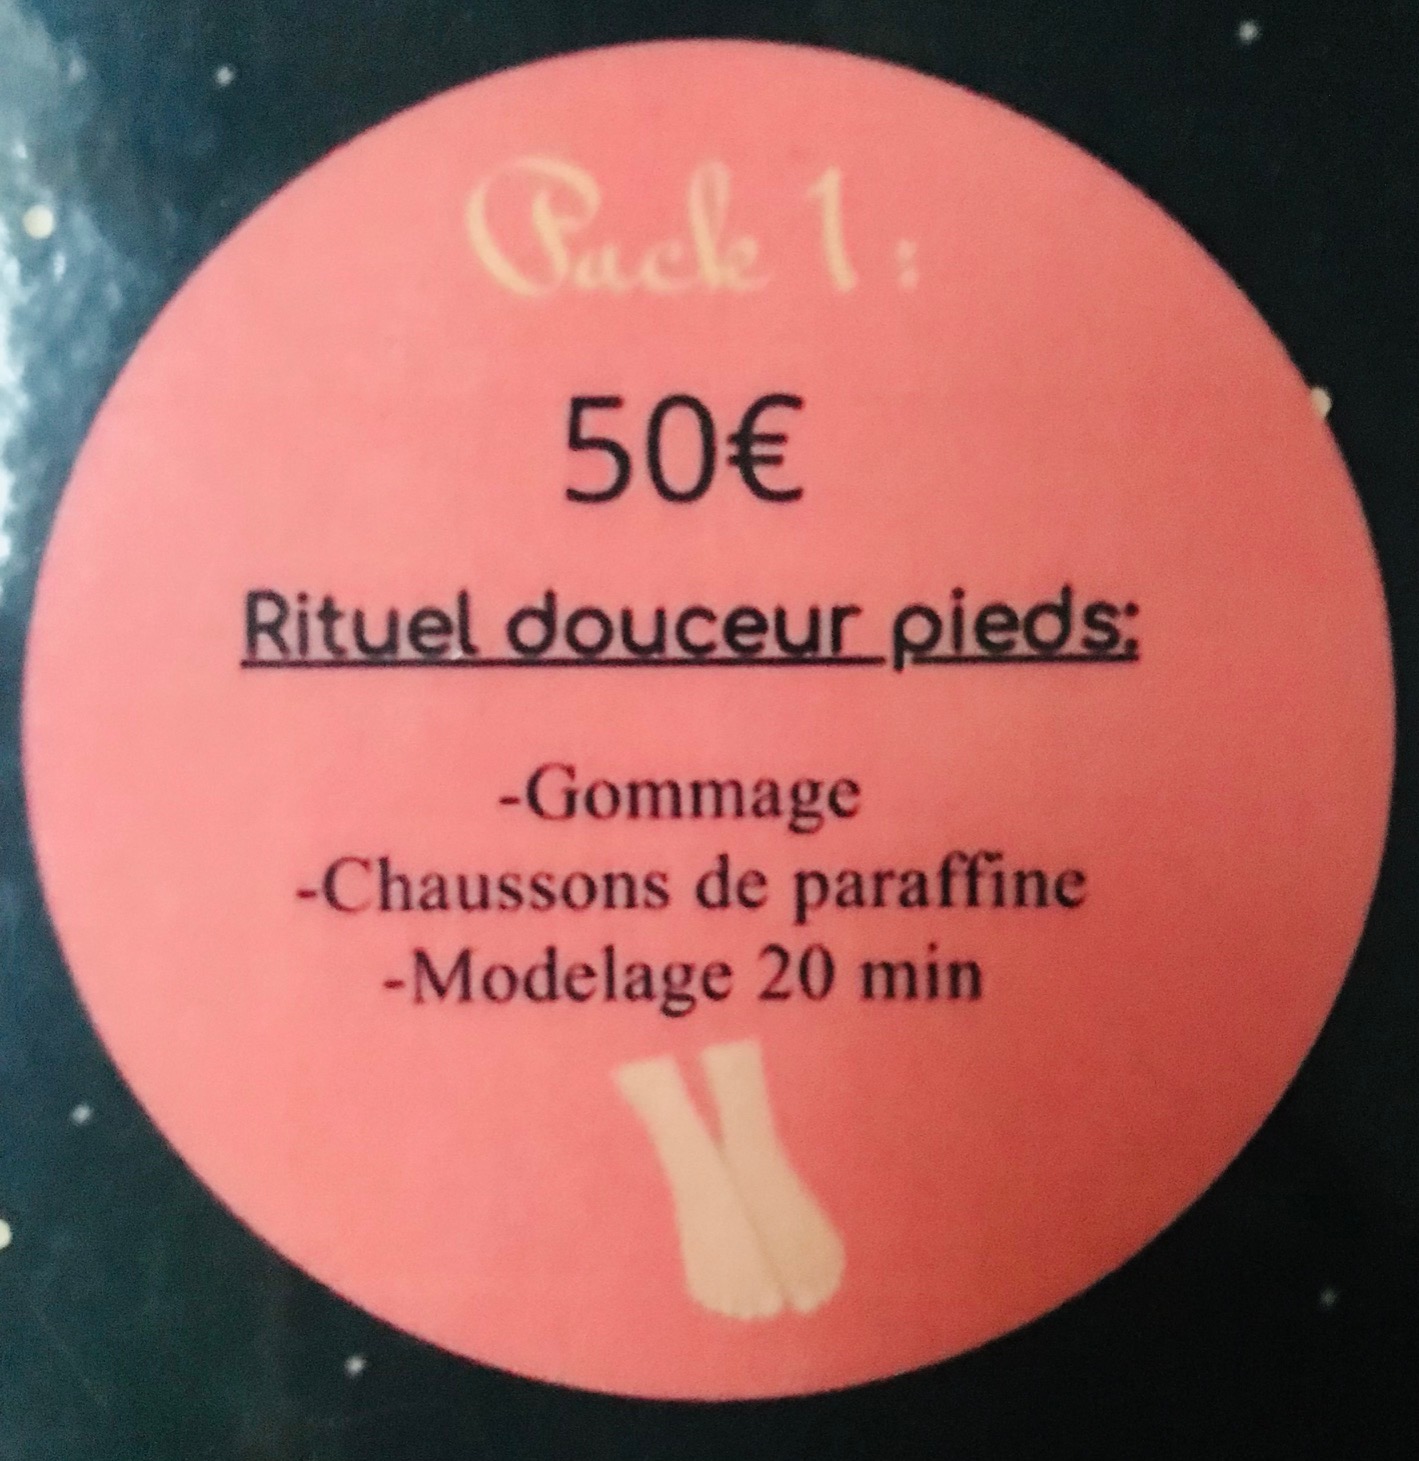 Pack 1 :
50€
Rituel douceur pieds:
-Gommage
-Chaussons de paraffine
-Modelage 20 min